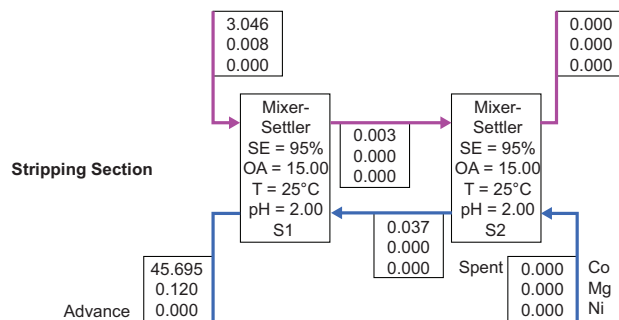 3.046
0.008
0.000
0.000
0.000
0.000
Mixer-
Settler
SE = 95%
OA = 15.00
T = 25°C
pH = 2.00
S1
0.003
0.000
0.000
Mixer-
Settler
SE = 95%
OA = 15.00
T = 25°C
pH = 2.00
S2
Stripping Section
0.037
0.000
0.000
45.695
0.120
0.000
Advance
Spent
0.000 Co
0.000 Mg
0.000 Ni